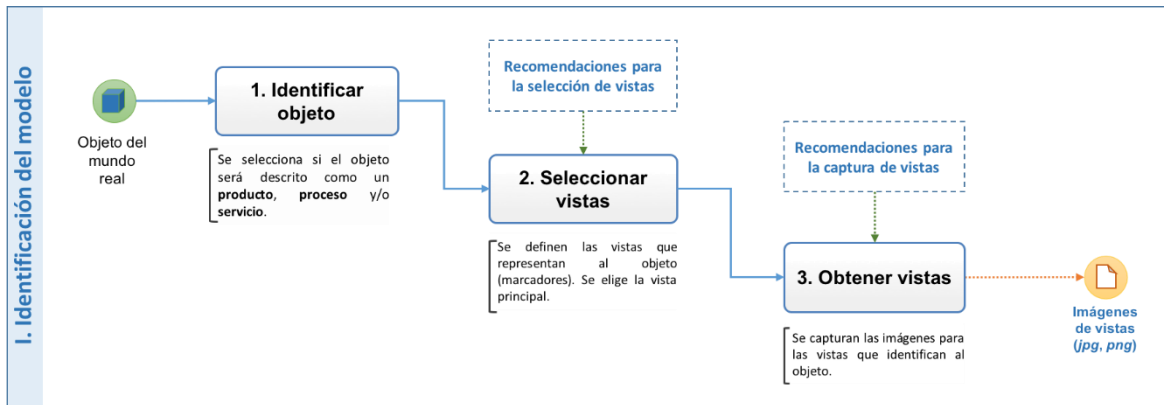 I. Identificación del modelo
Objeto del
mundo
real
1. Identificar
objeto
Se selecciona si el objeto
será descrito como un
producto, proceso y/o
servicio.
Recomendaciones para
la selección de vistas
2. Seleccionar
vistas
Se definen las vistas que
representan al objeto
(marcadores). Se elige la vista
principal.
Recomendaciones para
la captura de vistas
3. Obtener vistas
Se capturan las imágenes para
las vistas que identifican al
objeto.
Imágenes
de vistas
(jpg, png)